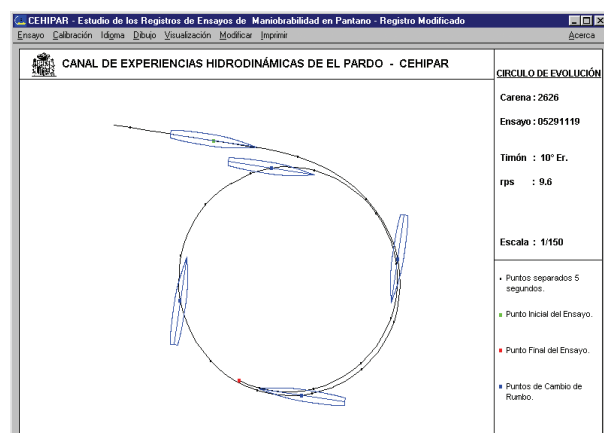 CEHIPAR - Estudio de los Registros de Ensayos de Maniobrabilidad en Pantano - Registro Modificado
Ensayo Calibración Idioma Dibujo Visualización Modificar Imprimir Acerca
CANAL DE EXPERIENCIAS HIDRODINÁMICAS DE EL PARDO - CEHIPAR
CIRCULO DE EVOLUCIÓN
Carena : 2626
Ensayo : 05291119
Timón : 10° Er.
rps : 9.6
Escala : 1/150
Puntos separados 5
segundos.
Punto Inicial del Ensayo.
Punto Final del Ensayo.
Puntos de Cambio de
Rumbo.